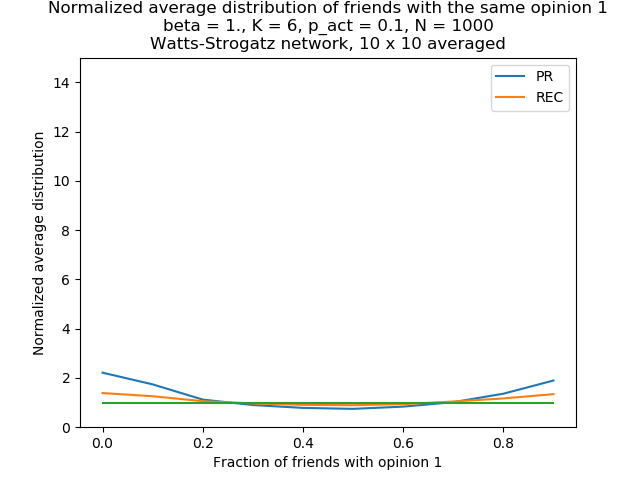 Normalized average distribution of friends with the same opinion 1
beta = 1., K = 6, p_act = 0.1, N = 1000
Watts-Strogatz network, 10 x 10 averaged
PR
REC
Normalized average distribution
14
12
10
8
6
4
2
0
0.0 0.2 0.4 0.6 0.8
Fraction of friends with opinion 1